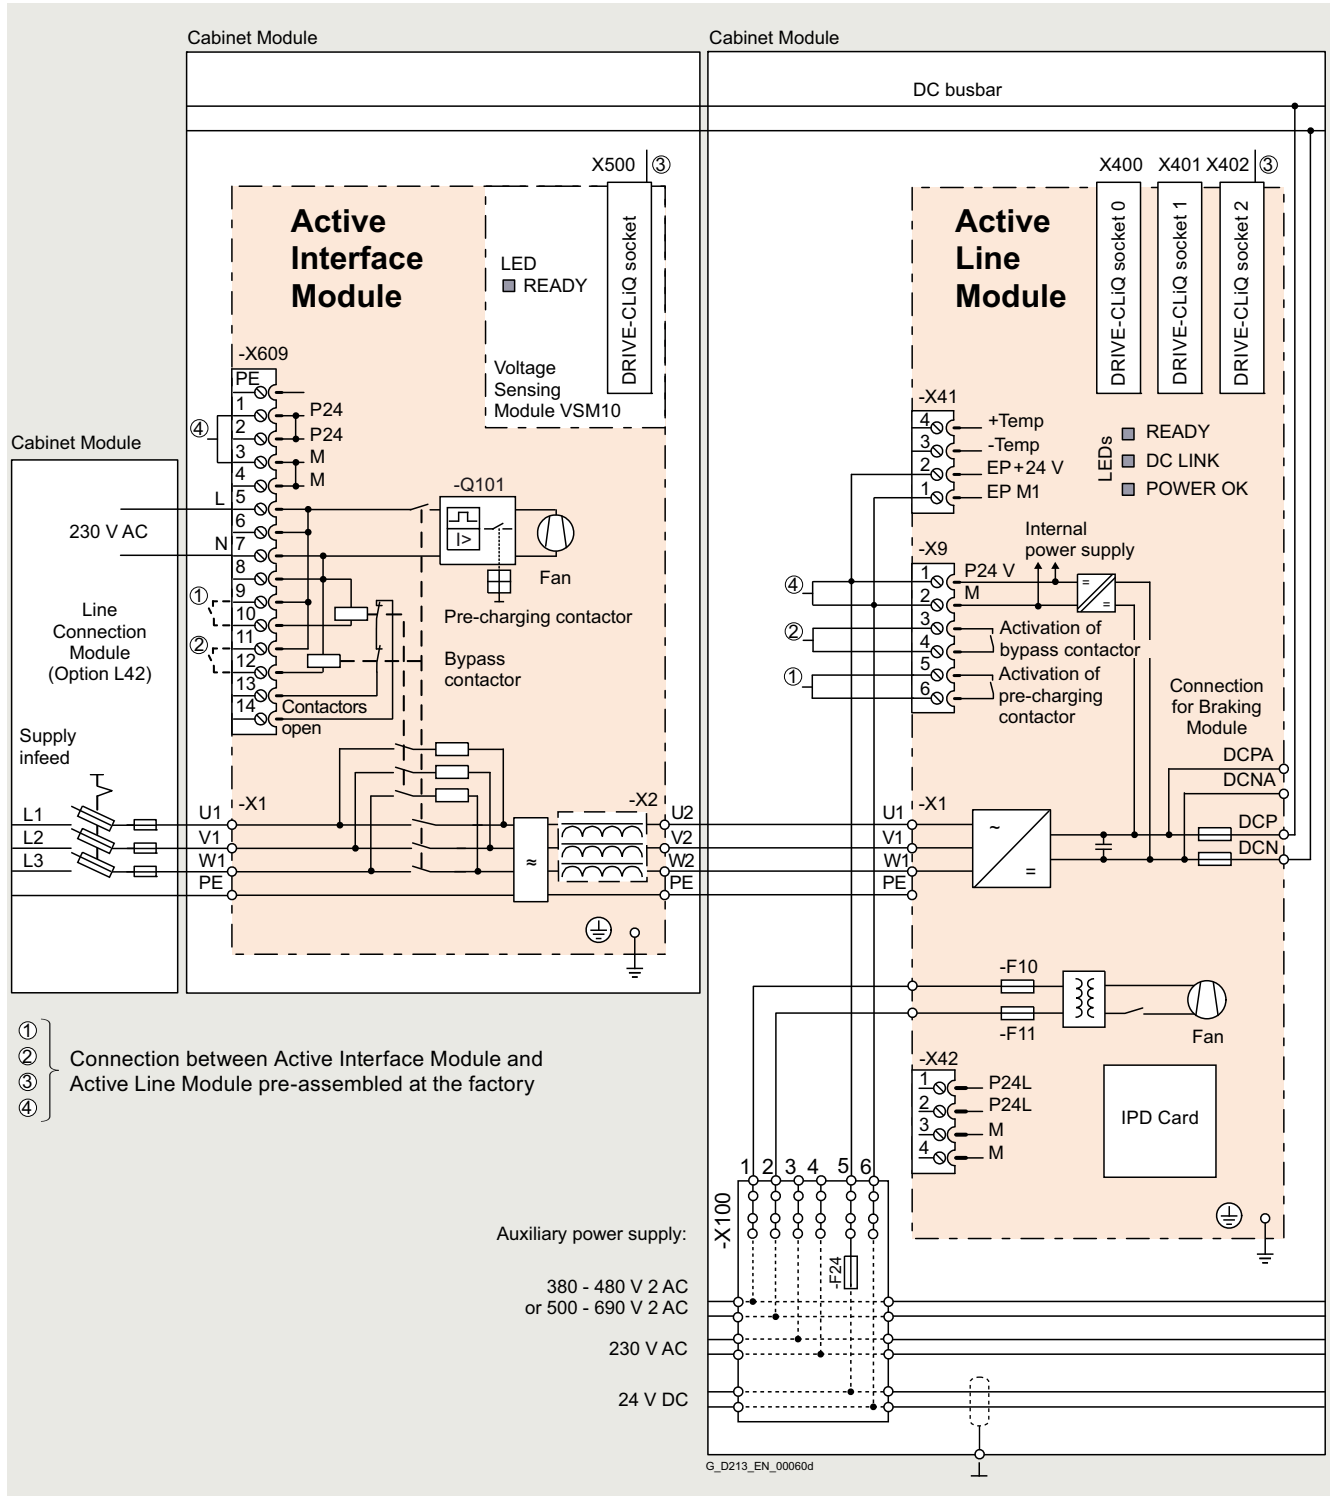 Cabinet Module
Cabinet Module
DC busbar
X500
③
X400
X401
X402
③
Active
Interface
Module
LED
READY
DRIVE-CLiQ socket
Voltage
Sensing
Module VSM10
Active
Line
Module
DRIVE-CLiQ socket 0
DRIVE-CLiQ socket 1
DRIVE-CLiQ socket 2
-X609
PE
1
P24
2
P24
3
M
4
M
5
6
7
8
9
10
11
12
13
14
④
①
②
L
N
Contactors
open
-Q101
I>
Fan
Pre-charging contactor
Bypass
contactor
Cabinet Module
230 V AC
Line
Connection
Module
(Option L42)
Supply
infeed
L1
L2
L3
U1
V1
W1
PE
-X1
≈
-X2
U2
V2
W2
PE
-X41
4
+Temp
3
-Temp
2
EP +24 V
1
EP M1
LEDs
READY
DC LINK
POWER OK
Internal
power supply
-X9
1
P24 V
2
M
3
4
Activation of
bypass contactor
5
6
Activation of
pre-charging
contactor
④
②
①
=
=
Connection
for Braking
Module
DCPA
DCNA
DCP
DCN
U1
V1
W1
PE
-X1
~
=
-F10
-F11
Fan
-X42
1
P24L
2
P24L
3
M
4
M
IPD Card
①
②
③
④
Connection between Active Interface Module and
Active Line Module pre-assembled at the factory
1
2
3
4
5
6
-X100
-F24
Auxiliary power supply:
380 - 480 V 2 AC
or 500 - 690 V 2 AC
230 V AC
24 V DC
G_D213_EN_00060d